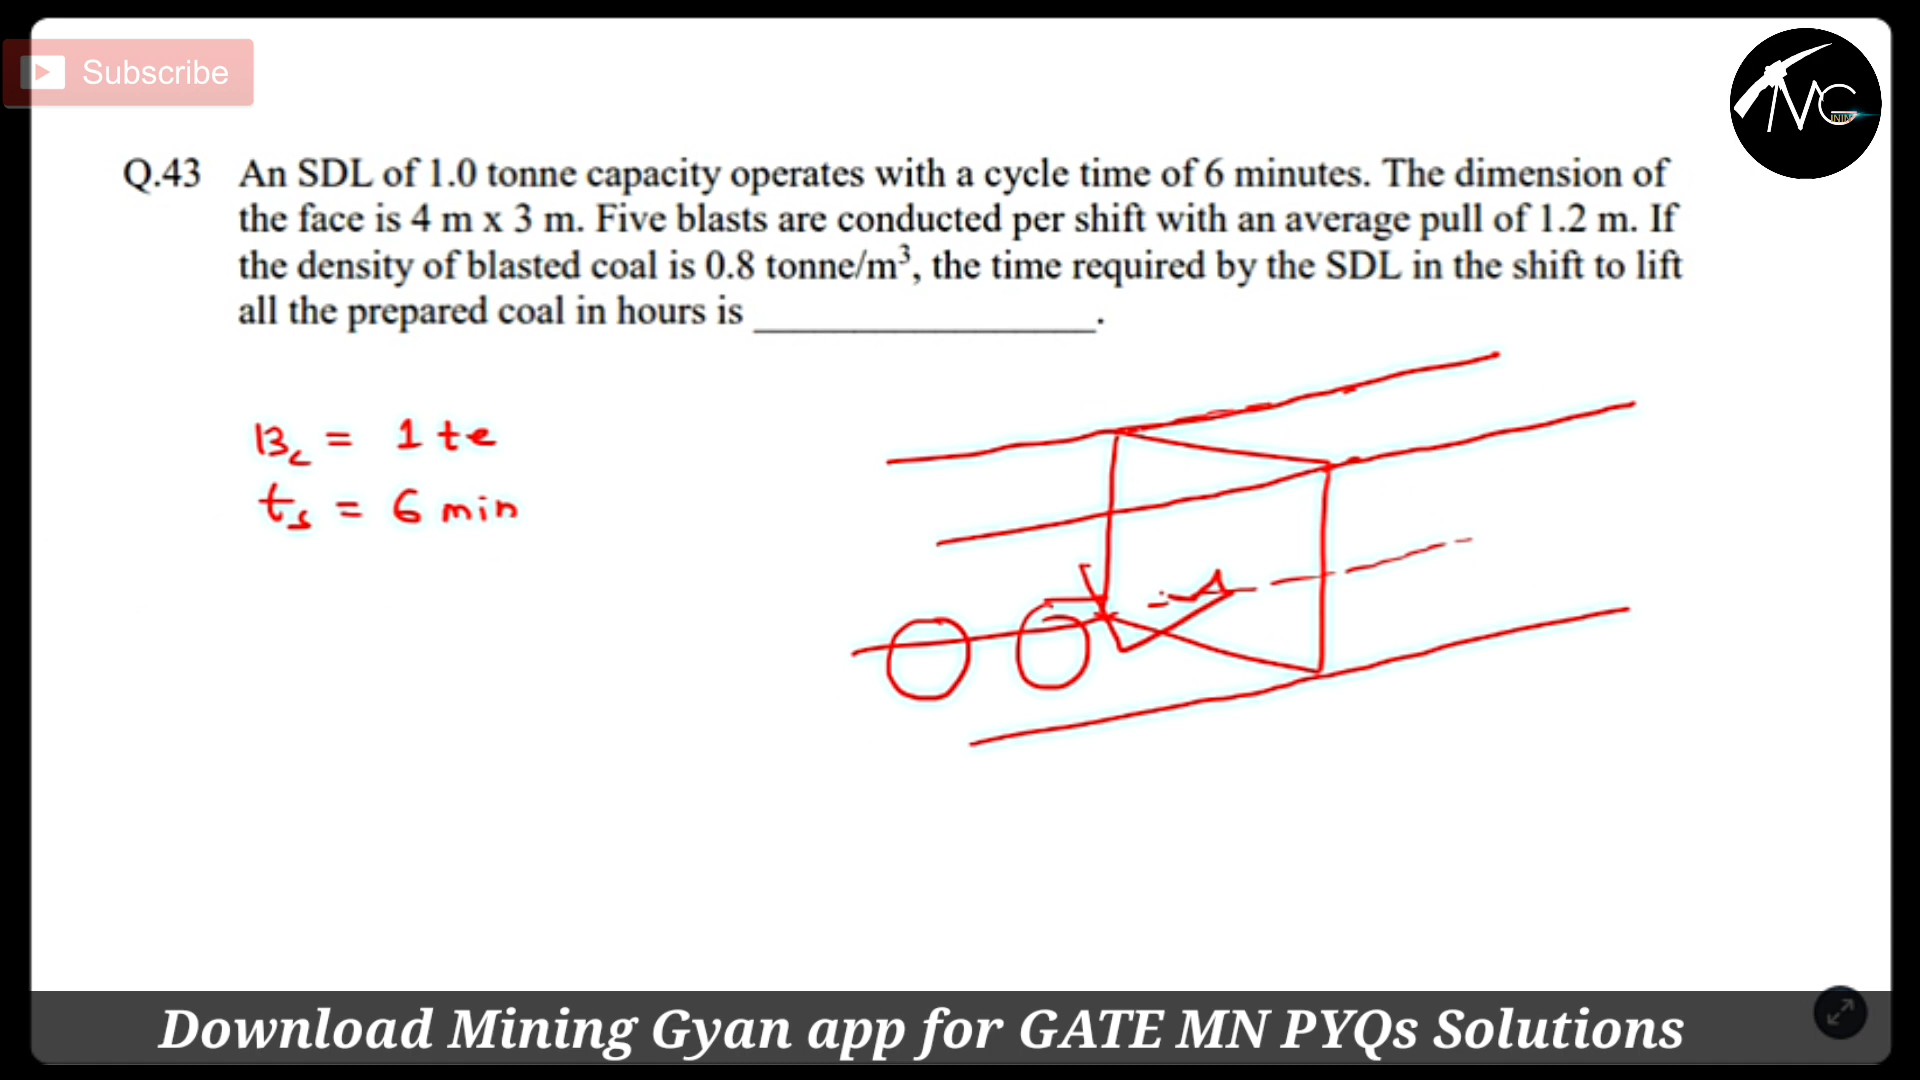 Subscribe
MG
Q.43 An SDL of 1.0 tonne capacity operates with a cycle time of 6 minutes. The dimension of
the face is 4 m x 3 m. Five blasts are conducted per shift with an average pull of 1.2 m. If
the density of blasted coal is 0.8 tonne/m³, the time required by the SDL in the shift to lift
all the prepared coal in hours is ____________________.
Bc = 1 te
ts = 6 min
Download Mining Gyan app for GATE MN PYQs Solutions